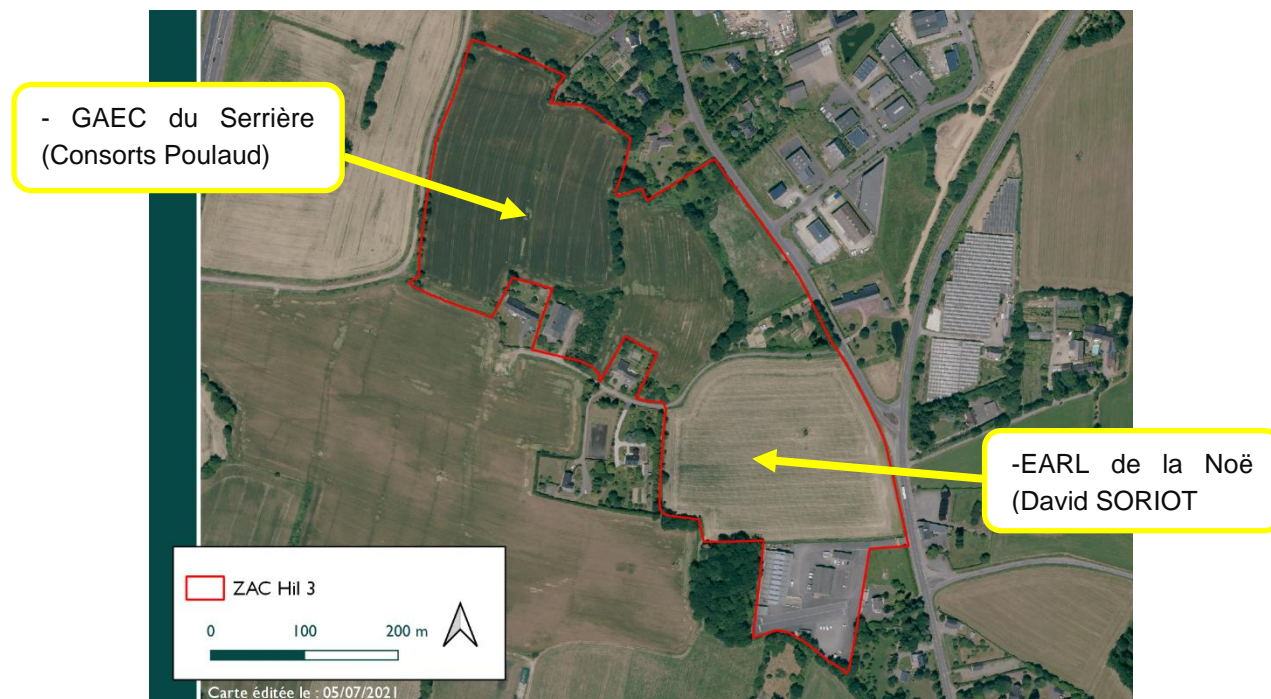 - GAEC du Serrière
(Consorts Poulaud)
-EARL de la Noë
(David SORIOT
ZAC Hil 3
0 100 200 m
Carte éditée le : 05/07/2021